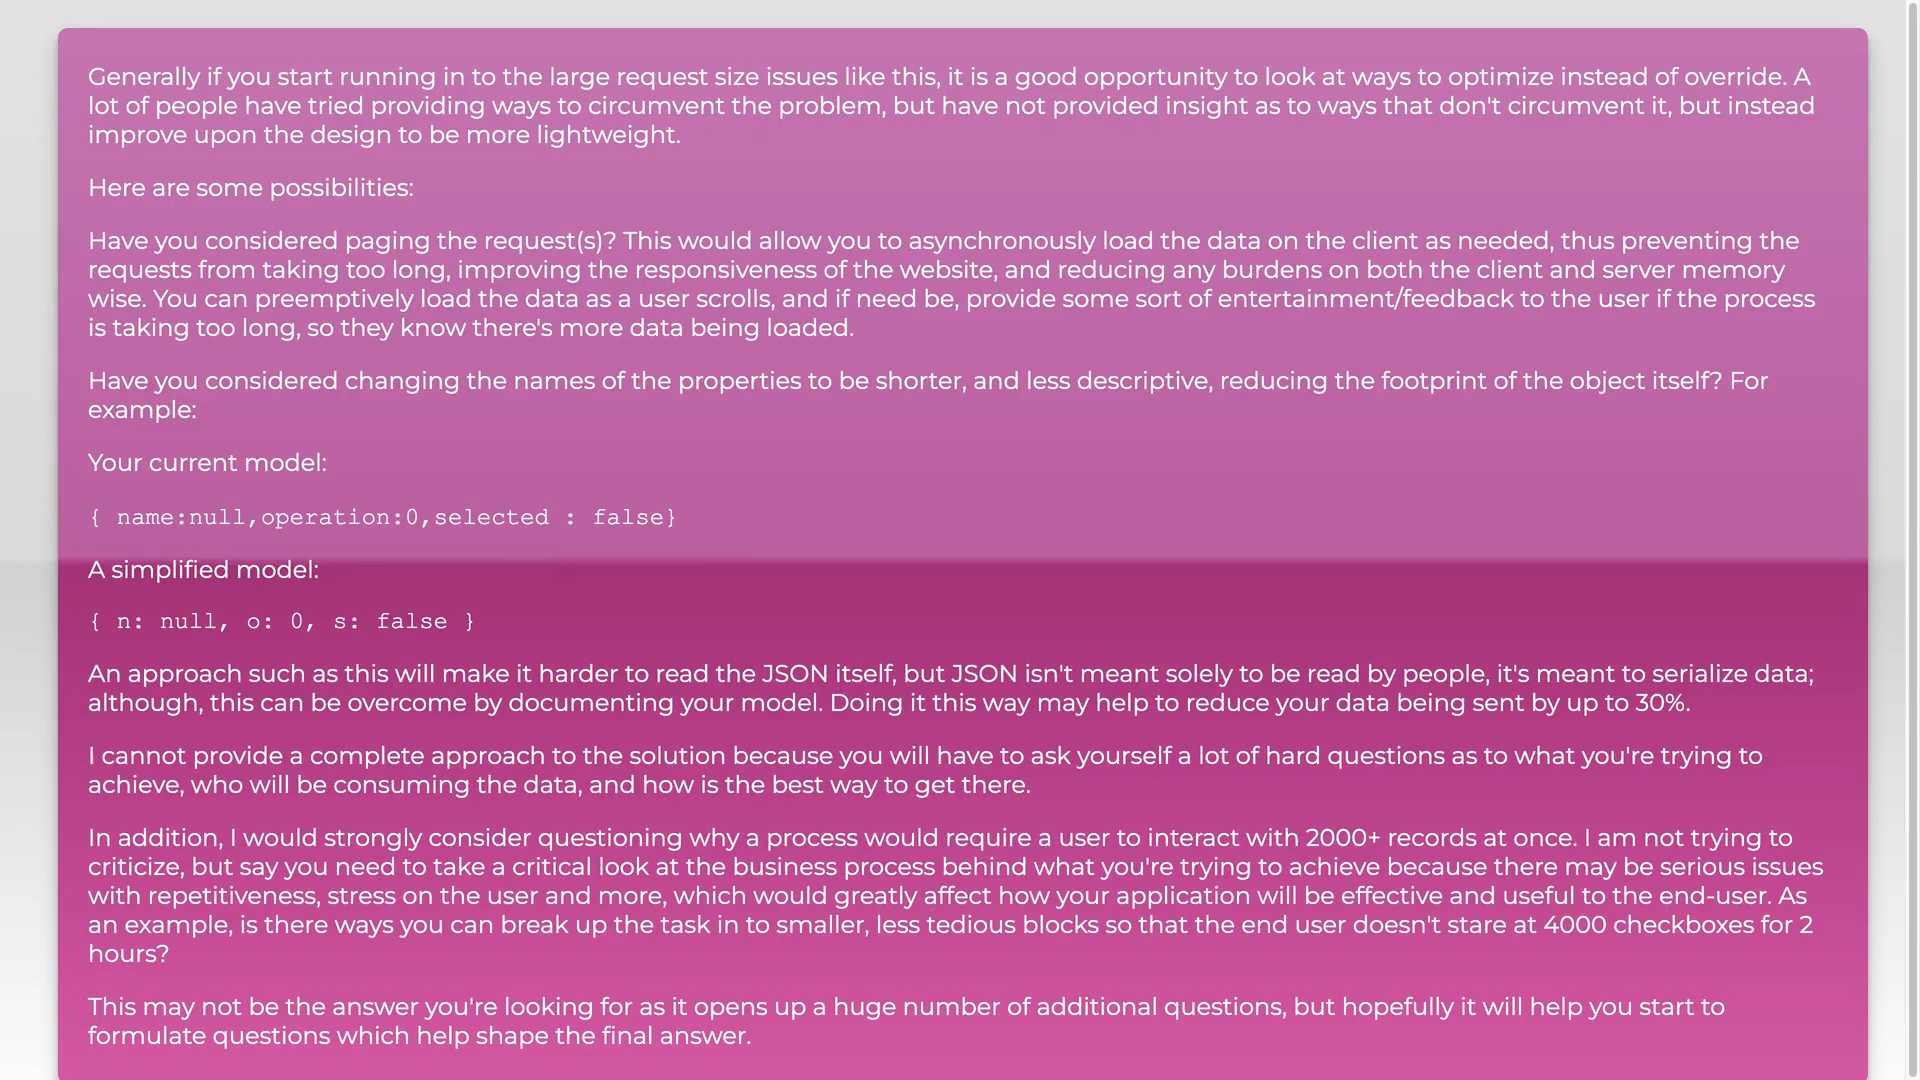 Generally if you start running in to the large request size issues like this, it is a good opportunity to look at ways to optimize instead of override. A
lot of people have tried providing ways to circumvent the problem, but have not provided insight as to ways that don't circumvent it, but instead
improve upon the design to be more lightweight.
Here are some possibilities:
Have you considered paging the request(s)? This would allow you to asynchronously load the data on the client as needed, thus preventing the
requests from taking too long, improving the responsiveness of the website, and reducing any burdens on both the client and server memory
wise. You can preemptively load the data as a user scrolls, and if need be, provide some sort of entertainment/feedback to the user if the process
is taking too long, so they know there's more data being loaded.
Have you considered changing the names of the properties to be shorter, and less descriptive, reducing the footprint of the object itself? For
example:
Your current model:
{ name:null,operation:0,selected : false}
A simplified model:
{ n: null, o: 0, s: false }
An approach such as this will make it harder to read the JSON itself, but JSON isn't meant solely to be read by people, it's meant to serialize data;
although, this can be overcome by documenting your model. Doing it this way may help to reduce your data being sent by up to 30%.
I cannot provide a complete approach to the solution because you will have to ask yourself a lot of hard questions as to what you're trying to
achieve, who will be consuming the data, and how is the best way to get there.
In addition, I would strongly consider questioning why a process would require a user to interact with 2000+ records at once. I am not trying to
criticize, but say you need to take a critical look at the business process behind what you're trying to achieve because there may be serious issues
with repetitiveness, stress on the user and more, which would greatly affect how your application will be effective and useful to the end-user. As
an example, is there ways you can break up the task in to smaller, less tedious blocks so that the end user doesn't stare at 4000 checkboxes for 2
hours?
This may not be the answer you're looking for as it opens up a huge number of additional questions, but hopefully it will help you start to
formulate questions which help shape the final answer.